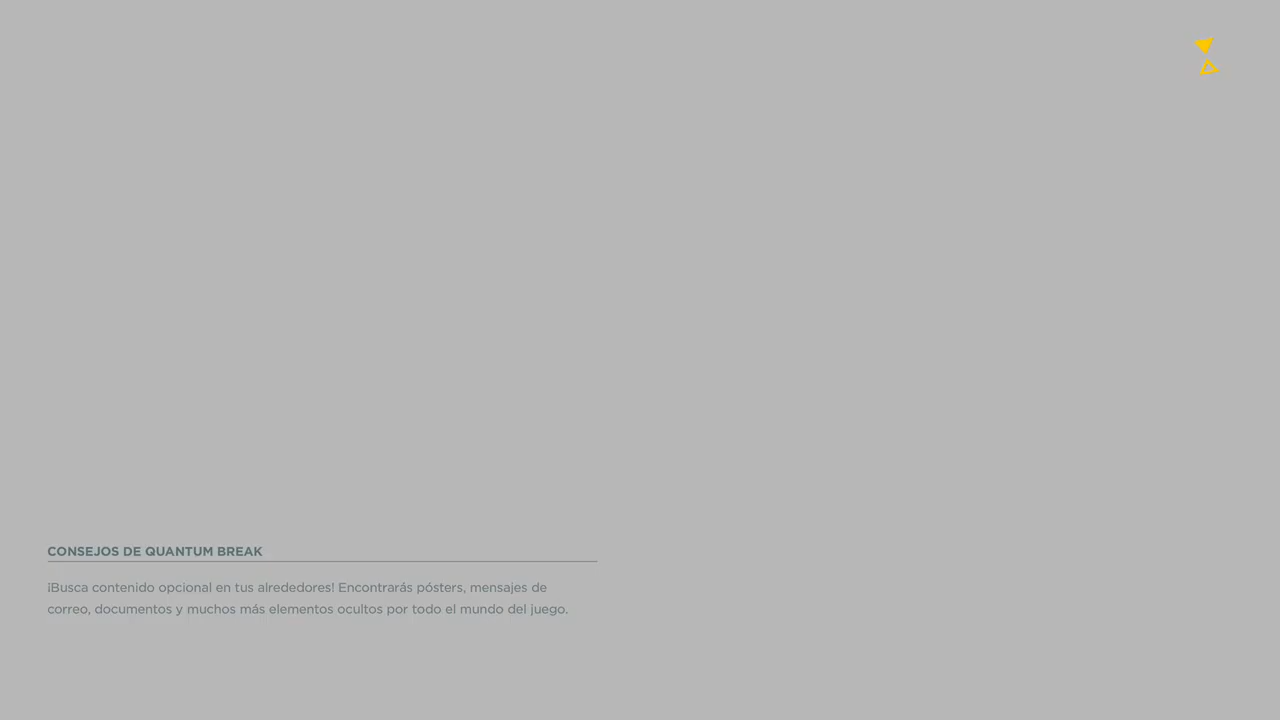 CONSEJOS DE QUANTUM BREAK
¡Busca contenido opcional en tus alrededores! Encontrarás pósters, mensajes de
correo, documentos y muchos más elementos ocultos por todo el mundo del juego.